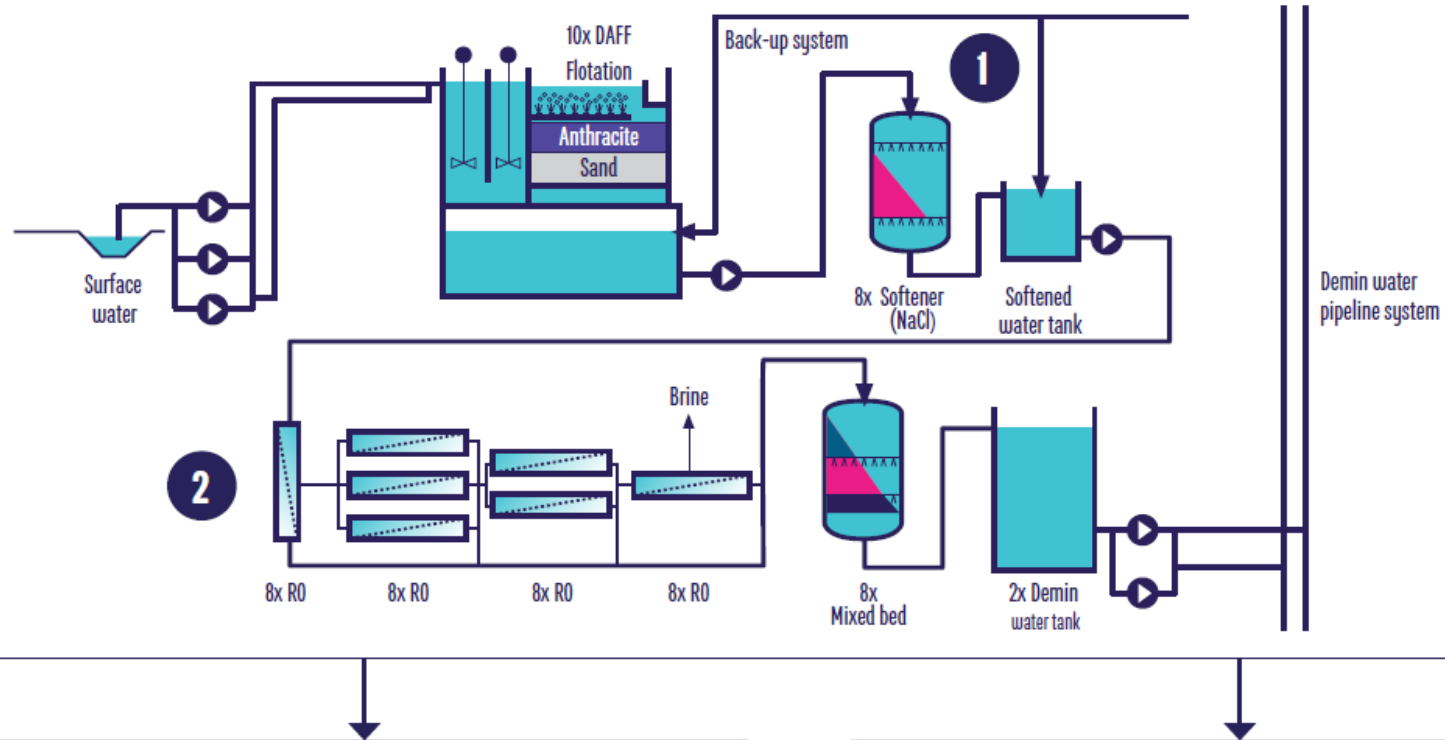 10x DAFF
Flotation
Anthracite
Sand
Back-up system
1
Surface
water
8x Softener
(NaCl)
Softened
water tank
Demin water
pipeline system
Brine
2
8x RO
8x RO
8x RO
8x RO
8x
Mixed bed
2x Demin
water tank